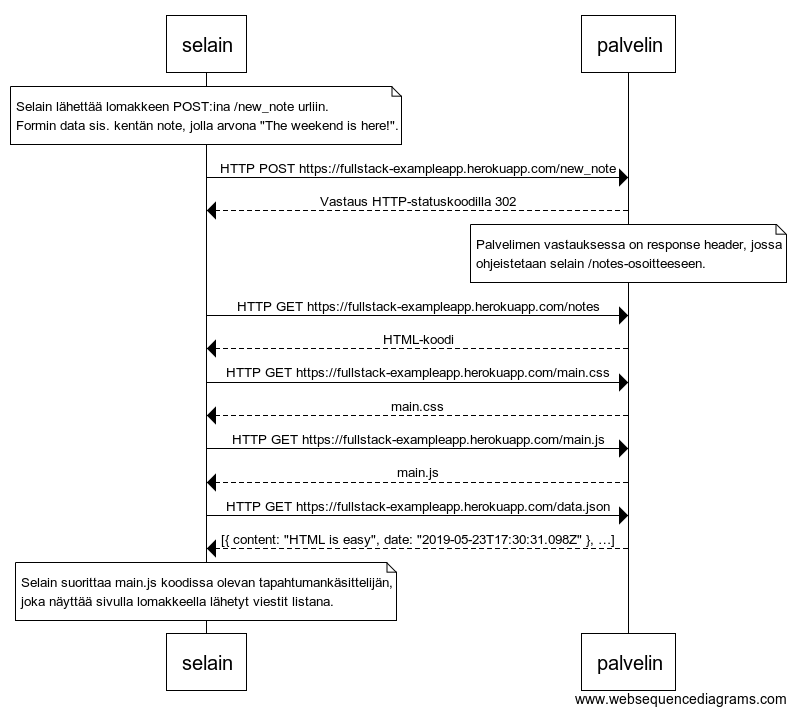 selain
palvelin
Selain lähettää lomakkeen POST:ina /new_note urliin.
Formin data sis. kentän note, jolla arvona "The weekend is here!".
HTTP POST https://fullstack-exampleapp.herokuapp.com/new_note
Vastaus HTTP-statuskoodilla 302
Palvelimen vastauksessa on response header, jossa
ohjeistetaan selain /notes-osoitteeseen.
HTTP GET https://fullstack-exampleapp.herokuapp.com/notes
HTML-koodi
HTTP GET https://fullstack-exampleapp.herokuapp.com/main.css
main.css
HTTP GET https://fullstack-exampleapp.herokuapp.com/main.js
main.js
HTTP GET https://fullstack-exampleapp.herokuapp.com/data.json
[{ content: "HTML is easy", date: "2019-05-23T17:30:31.098Z" }, ...]
Selain suorittaa main.js koodissa olevan tapahtumankäsittelijän,
joka näyttää sivulla lomakkeella lähetyt viestit listana.
selain
palvelin
www.websequencediagrams.com